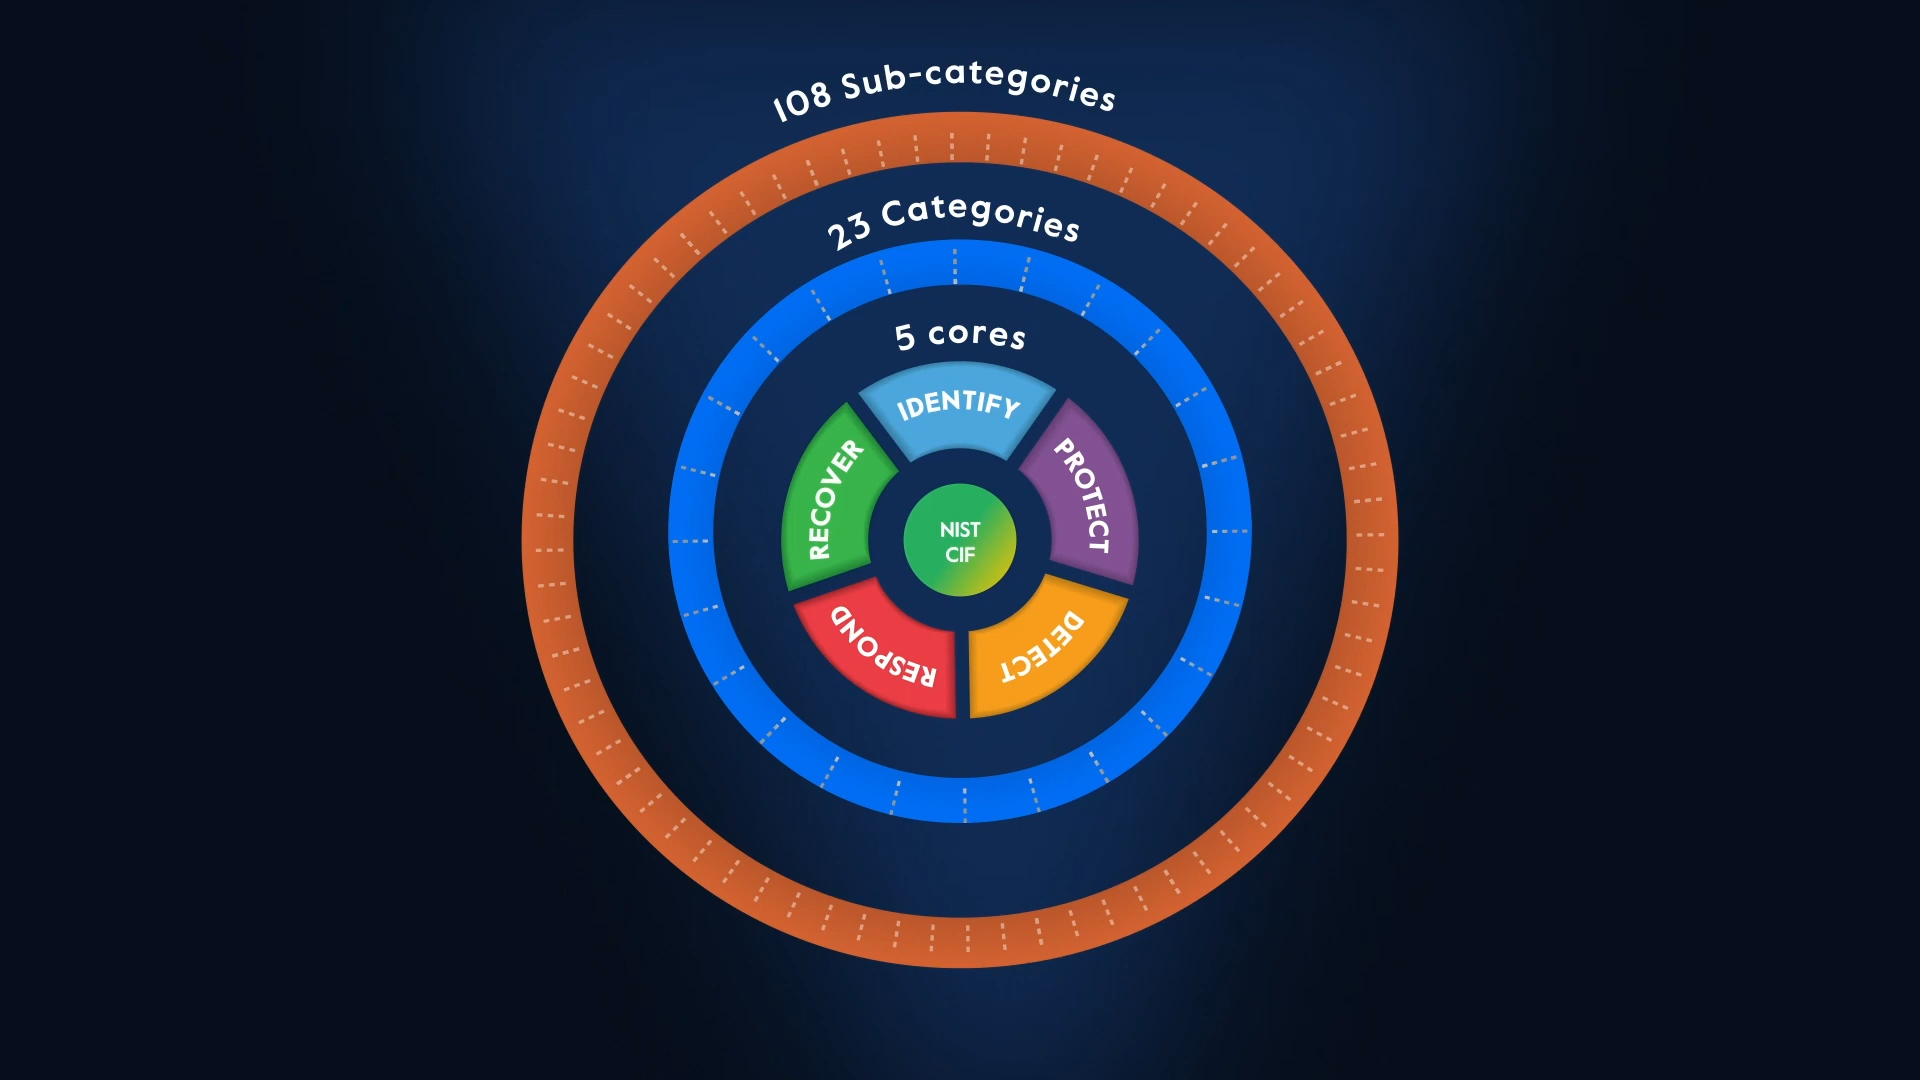 108 Sub-categories
23 Categories
5 cores
IDENTIFY
PROTECT
DETECT
RESPOND
RECOVER
NIST
CIF